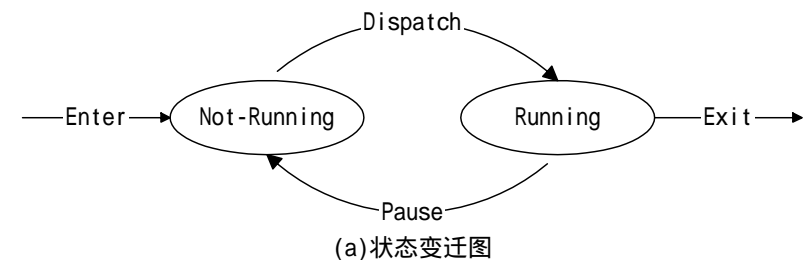 Dispatch
Enter
Not-Running
Running
Exit
Pause
(a)状态变迁图